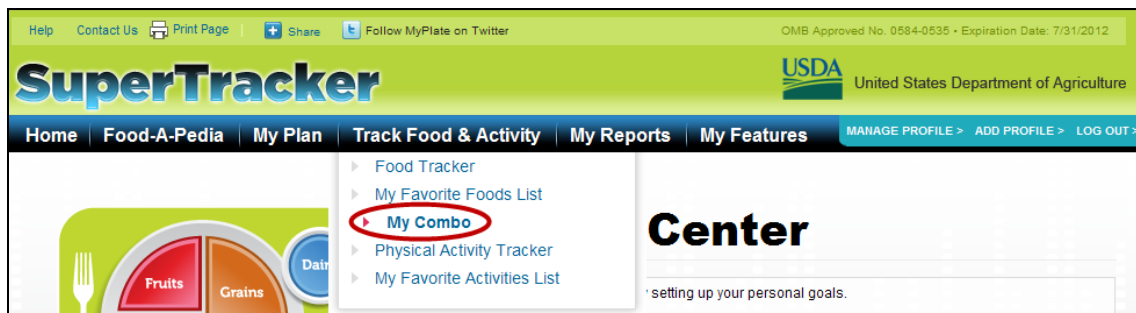 Help Contact Us Print Page Share Follow MyPlate on Twitter OMB Approved No. 0584-0535 • Expiration Date: 7/31/2012
SuperTracker USDA United States Department of Agriculture
Home Food-A-Pedia My Plan Track Food & Activity My Reports My Features MANAGE PROFILE > ADD PROFILE > LOG OUT >
Food Tracker
My Favorite Foods List
My Combo
Center
Physical Activity Tracker
My Favorite Activities List
Fruits
Grains
setting up your personal goals.